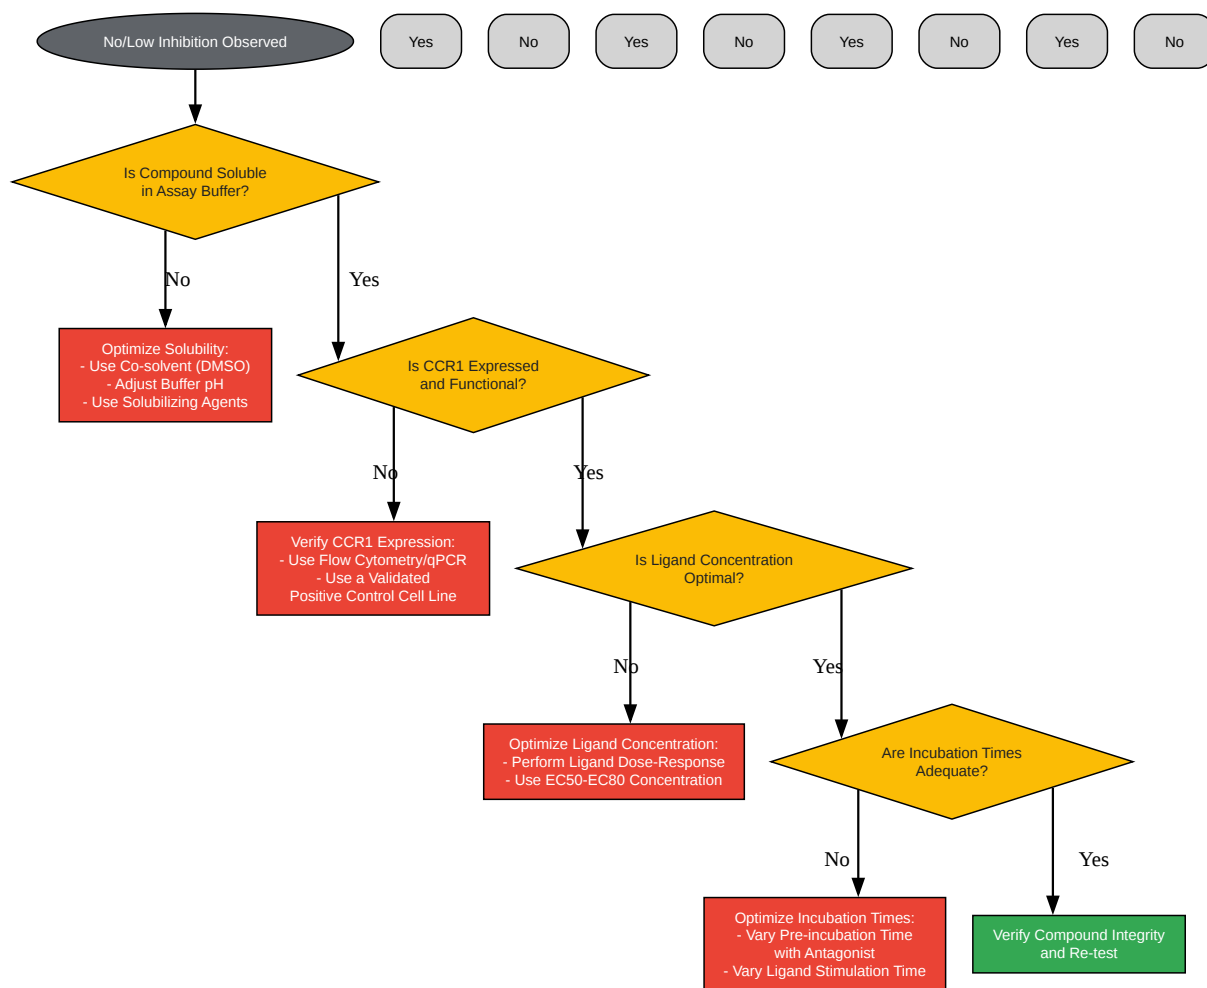 No/Low Inhibition Observed
Yes
No
Yes
No
Yes
No
Yes
No
Is Compound Soluble
in Assay Buffer?
No
Yes
Optimize Solubility:
- Use Co-solvent (DMSO)
- Adjust Buffer pH
- Use Solubilizing Agents
Is CCR1 Expressed
and Functional?
No
Yes
Verify CCR1 Expression:
- Use Flow Cytometry/qPCR
- Use a Validated
Positive Control Cell Line
Is Ligand Concentration
Optimal?
No
Yes
Optimize Ligand Concentration:
- Perform Ligand Dose-Response
- Use EC50-EC80 Concentration
Are Incubation Times
Adequate?
No
Yes
Optimize Incubation Times:
- Vary Pre-incubation Time
with Antagonist
- Vary Ligand Stimulation Time
Verify Compound Integrity
and Re-test